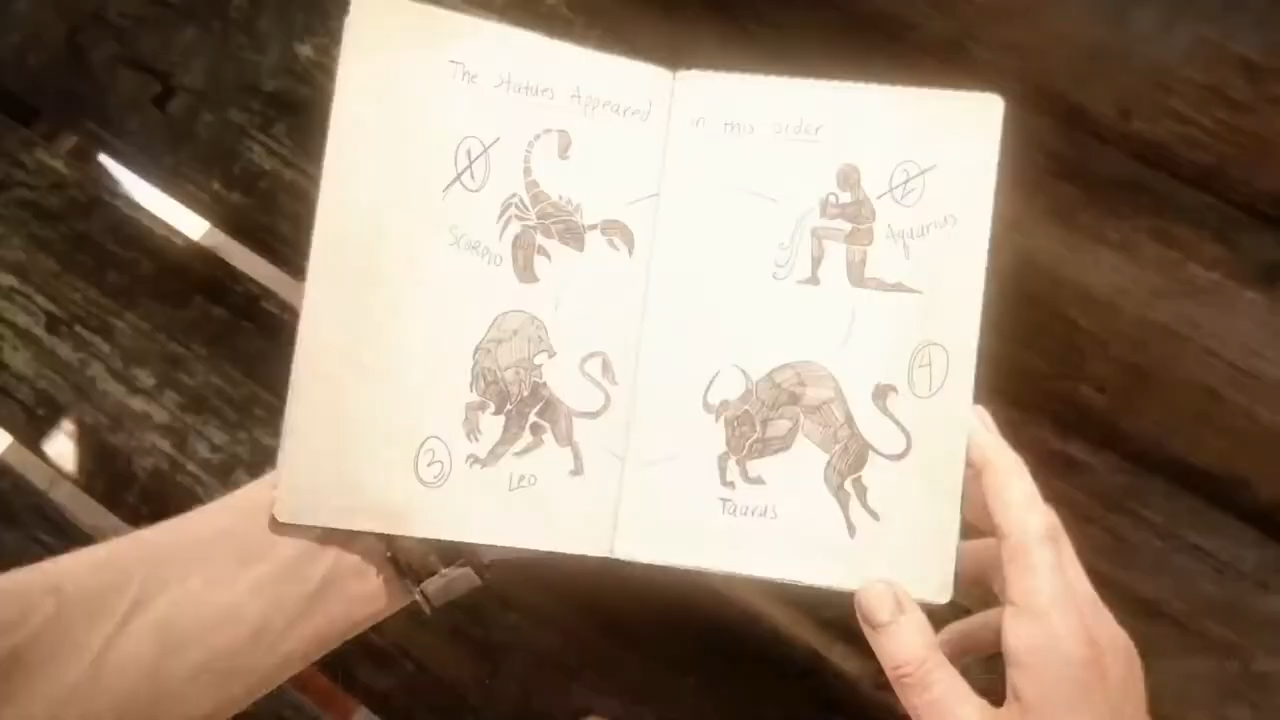 The Statues Appeared in this order
1
Scorpio
2
Aquarius
3
Leo
4
Taurus